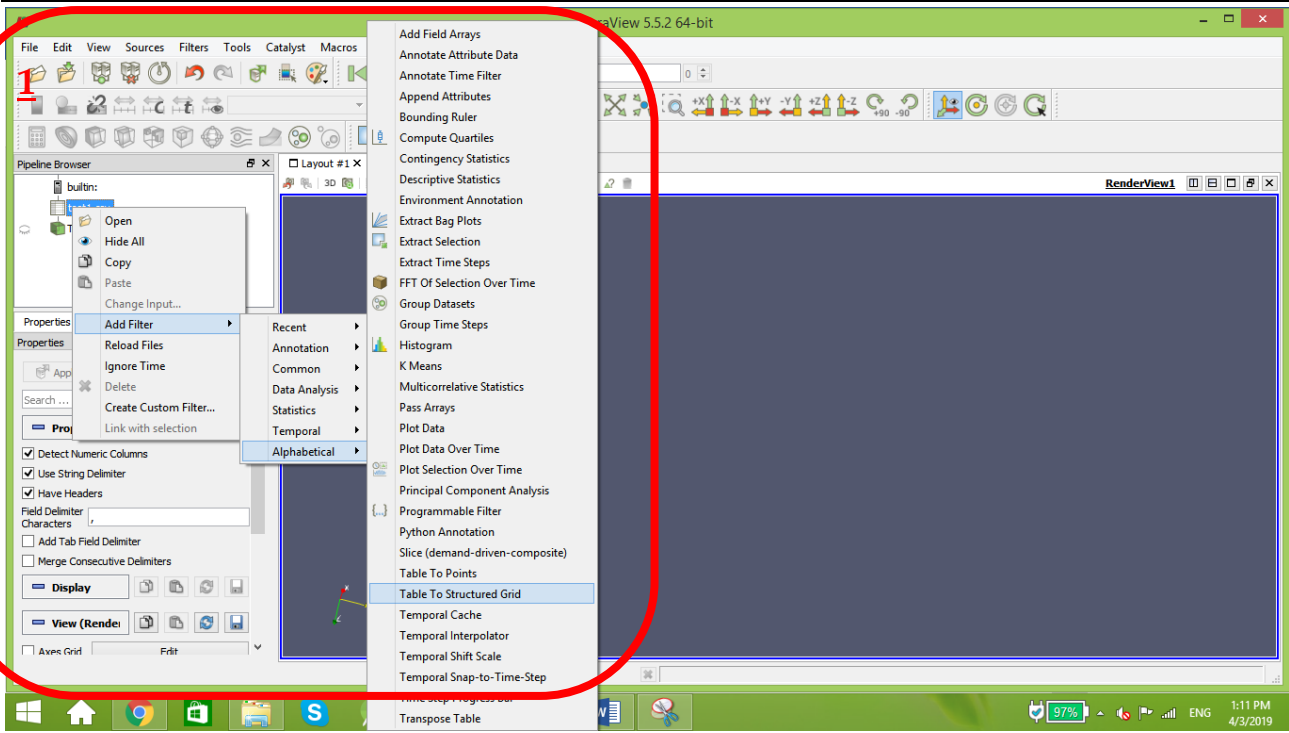 raView 5.5.2 64-bit
File Edit View Sources Filters Tools Catalyst Macros
1
0
+X -X +Y -Y +Z -Z +90 -90
Pipeline Browser
Layout #1
builtin:
3D
RenderView1
Open
Hide All
Copy
Paste
Change Input...
Add Filter
Reload Files
Ignore Time
Delete
Create Custom Filter...
Link with selection
Recent
Annotation
Common
Data Analysis
Statistics
Temporal
Alphabetical
Add Field Arrays
Annotate Attribute Data
Annotate Time Filter
Append Attributes
Bounding Ruler
Compute Quartiles
Contingency Statistics
Descriptive Statistics
Environment Annotation
Extract Bag Plots
Extract Selection
Extract Time Steps
FFT Of Selection Over Time
Group Datasets
Group Time Steps
Histogram
K Means
Multicorrelative Statistics
Pass Arrays
Plot Data
Plot Data Over Time
Plot Selection Over Time
Principal Component Analysis
Programmable Filter
Python Annotation
Slice (demand-driven-composite)
Table To Points
Table To Structured Grid
Temporal Cache
Temporal Interpolator
Temporal Shift Scale
Temporal Snap-to-Time-Step
Time Step Progress Bar
Transpose Table
Properties
Properties
App
Search ...
Prop
Detect Numeric Columns
Use String Delimiter
Have Headers
Field Delimiter
Characters ,
Add Tab Field Delimiter
Merge Consecutive Delimiters
Display
View (Render
Axes Grid Edit
97%
ENG
1:11 PM
4/3/2019